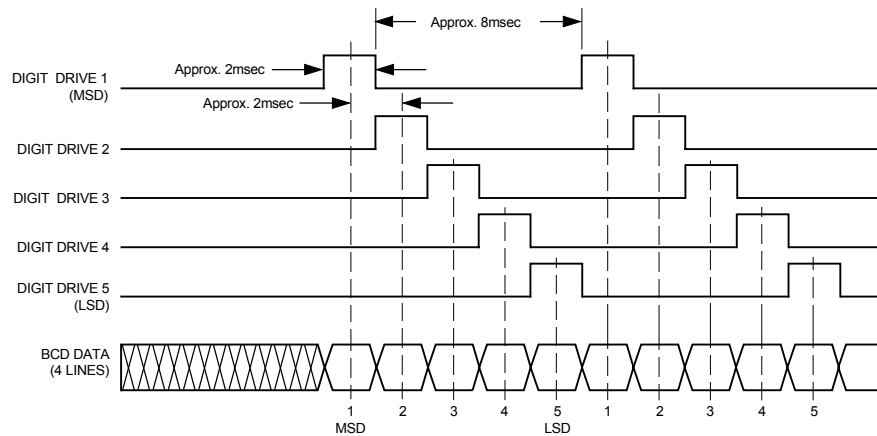 Approx. 8msec
Approx. 2msec
DIGIT DRIVE 1
(MSD)
Approx. 2msec
DIGIT DRIVE 2
DIGIT DRIVE 3
DIGIT DRIVE 4
DIGIT DRIVE 5
(LSD)
BCD DATA
(4 LINES)
1 2 3 4 5 1 2 3 4 5
MSD LSD